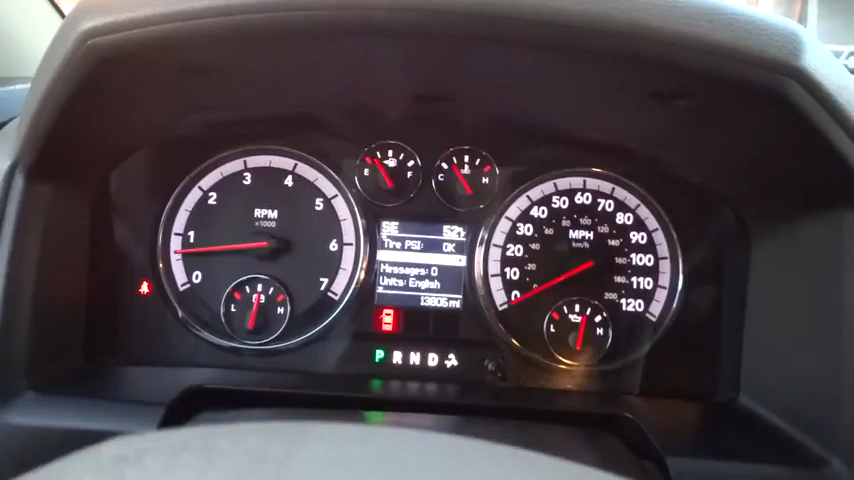 E F
C H
0 1 2 3 4 5 6 7
RPM
x1000
L H
SE 52°
Tire PSI: OK
Messages: 0
Units: English
13805 mi
P R N D
0 10 20 30 40 50 60 70 80 90 100 110 120
MPH
km/h
20 40 60 80 100 120 140 160 180 200
L H